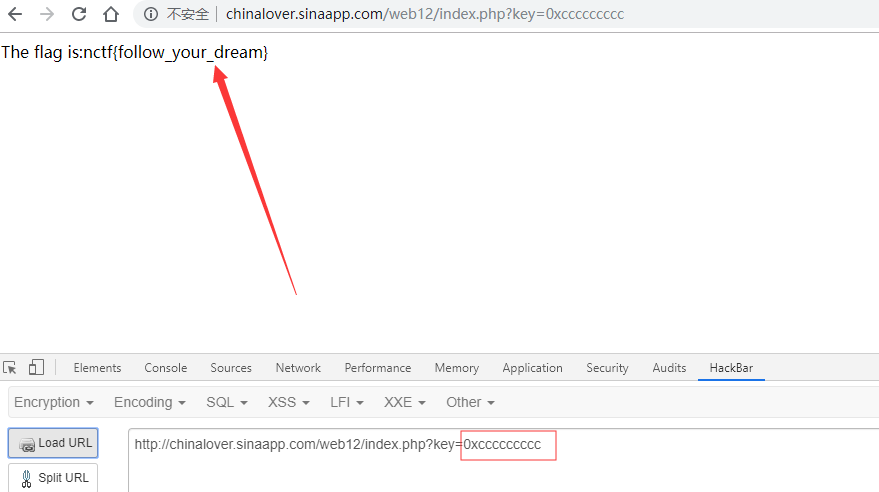 不安全 chinalover.sinaapp.com/web12/index.php?key=0xccccccccc
The flag is:nctf{follow_your_dream}
Elements Console Sources Network Performance Memory Application Security Audits HackBar
Encryption Encoding SQL XSS LFI XXE Other
Load URL http://chinalover.sinaapp.com/web12/index.php?key=0xccccccccc
Split URL